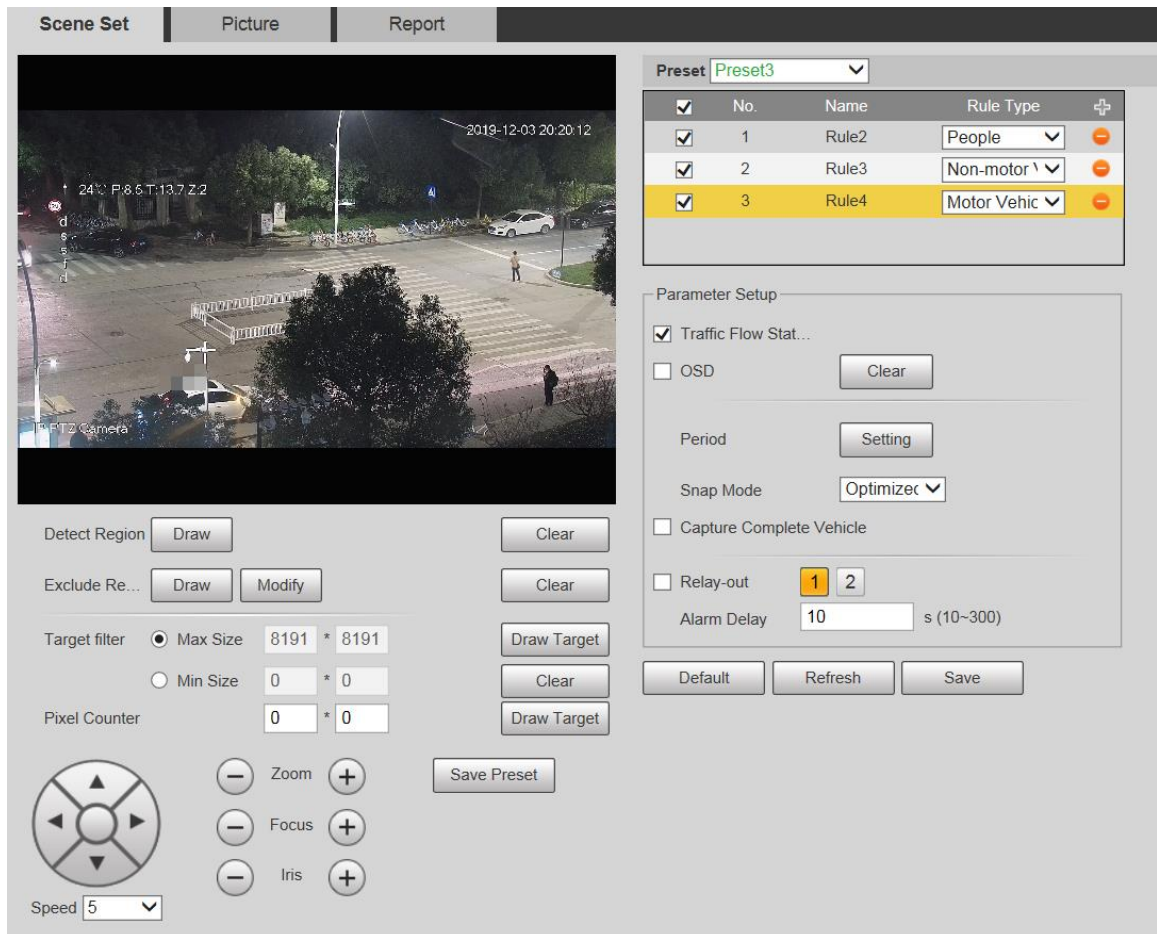 Scene Set Picture Report
Preset Preset3
No. Name Rule Type
1 Rule2 People
2 Rule3 Non-motor V
3 Rule4 Motor Vehic
2019-12-03 20:20:12
24℃ P:8.5 T:13.7 Z:2
d
s
s
f
d
IP PTZ Camera
Parameter Setup
Traffic Flow Stat...
OSD Clear
Period Setting
Snap Mode Optimized
Capture Complete Vehicle
Relay-out 1 2
Alarm Delay 10 s (10~300)
Default Refresh Save
Detect Region Draw Clear
Exclude Re... Draw Modify Clear
Target filter Max Size 8191 * 8191 Draw Target
Min Size 0 * 0 Clear
Pixel Counter 0 * 0 Draw Target
Zoom Save Preset
Focus
Iris
Speed 5